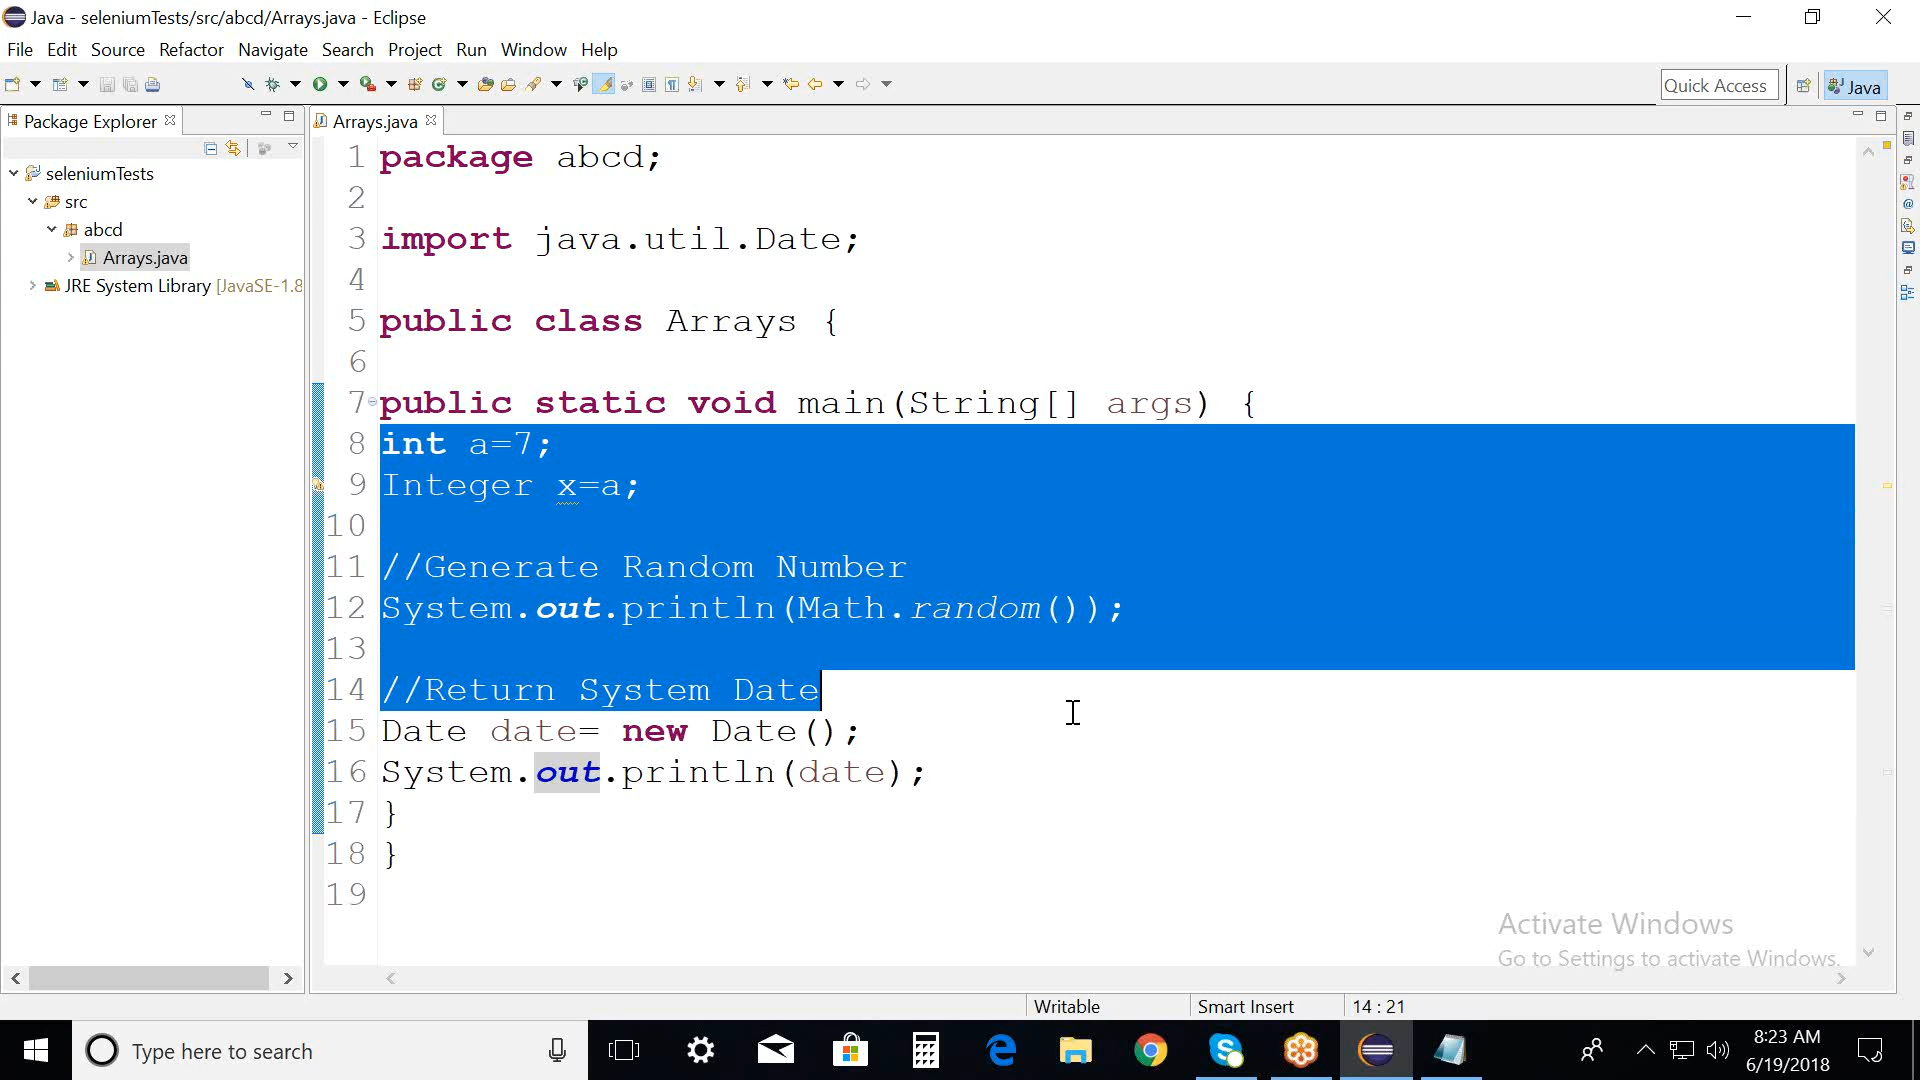 Java - seleniumTests/src/abcd/Arrays.java - Eclipse
File Edit Source Refactor Navigate Search Project Run Window Help
Quick Access
Java
Package Explorer
Arrays.java
seleniumTests
src
abcd
Arrays.java
JRE System Library [JavaSE-1.8
1 package abcd;
2
3 import java.util.Date;
4
5 public class Arrays {
6
7 public static void main(String[] args) {
8 int a=7;
9 Integer x=a;
10
11 //Generate Random Number
12 System.out.println(Math.random());
13
14 //Return System Date
15 Date date= new Date();
16 System.out.println(date);
17 }
18 }
19
Activate Windows
Go to Settings to activate Windows.
Writable Smart Insert 14 : 21
Type here to search
8:23 AM
6/19/2018